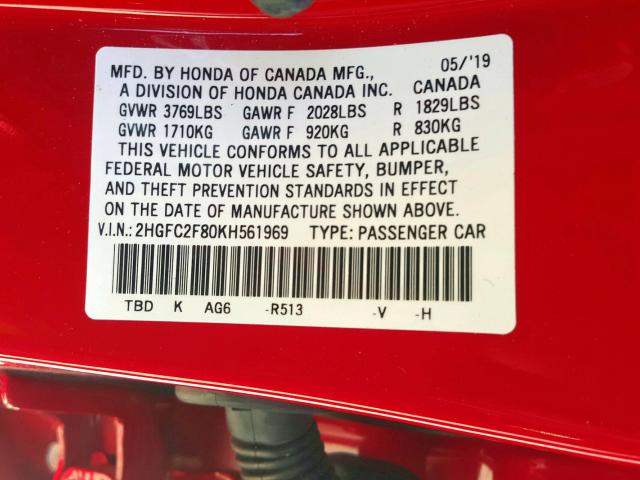 MFD. BY HONDA OF CANADA MFG., 05/'19
A DIVISION OF HONDA CANADA INC. CANADA
GVWR 3769LBS GAWR F 2028LBS R 1829LBS
GVWR 1710KG GAWR F 920KG R 830KG
THIS VEHICLE CONFORMS TO ALL APPLICABLE
FEDERAL MOTOR VEHICLE SAFETY, BUMPER,
AND THEFT PREVENTION STANDARDS IN EFFECT
ON THE DATE OF MANUFACTURE SHOWN ABOVE.
V.I.N.: 2HGFC2F80KH561969 TYPE: PASSENGER CAR
TBD K AG6 -R513 -V -H